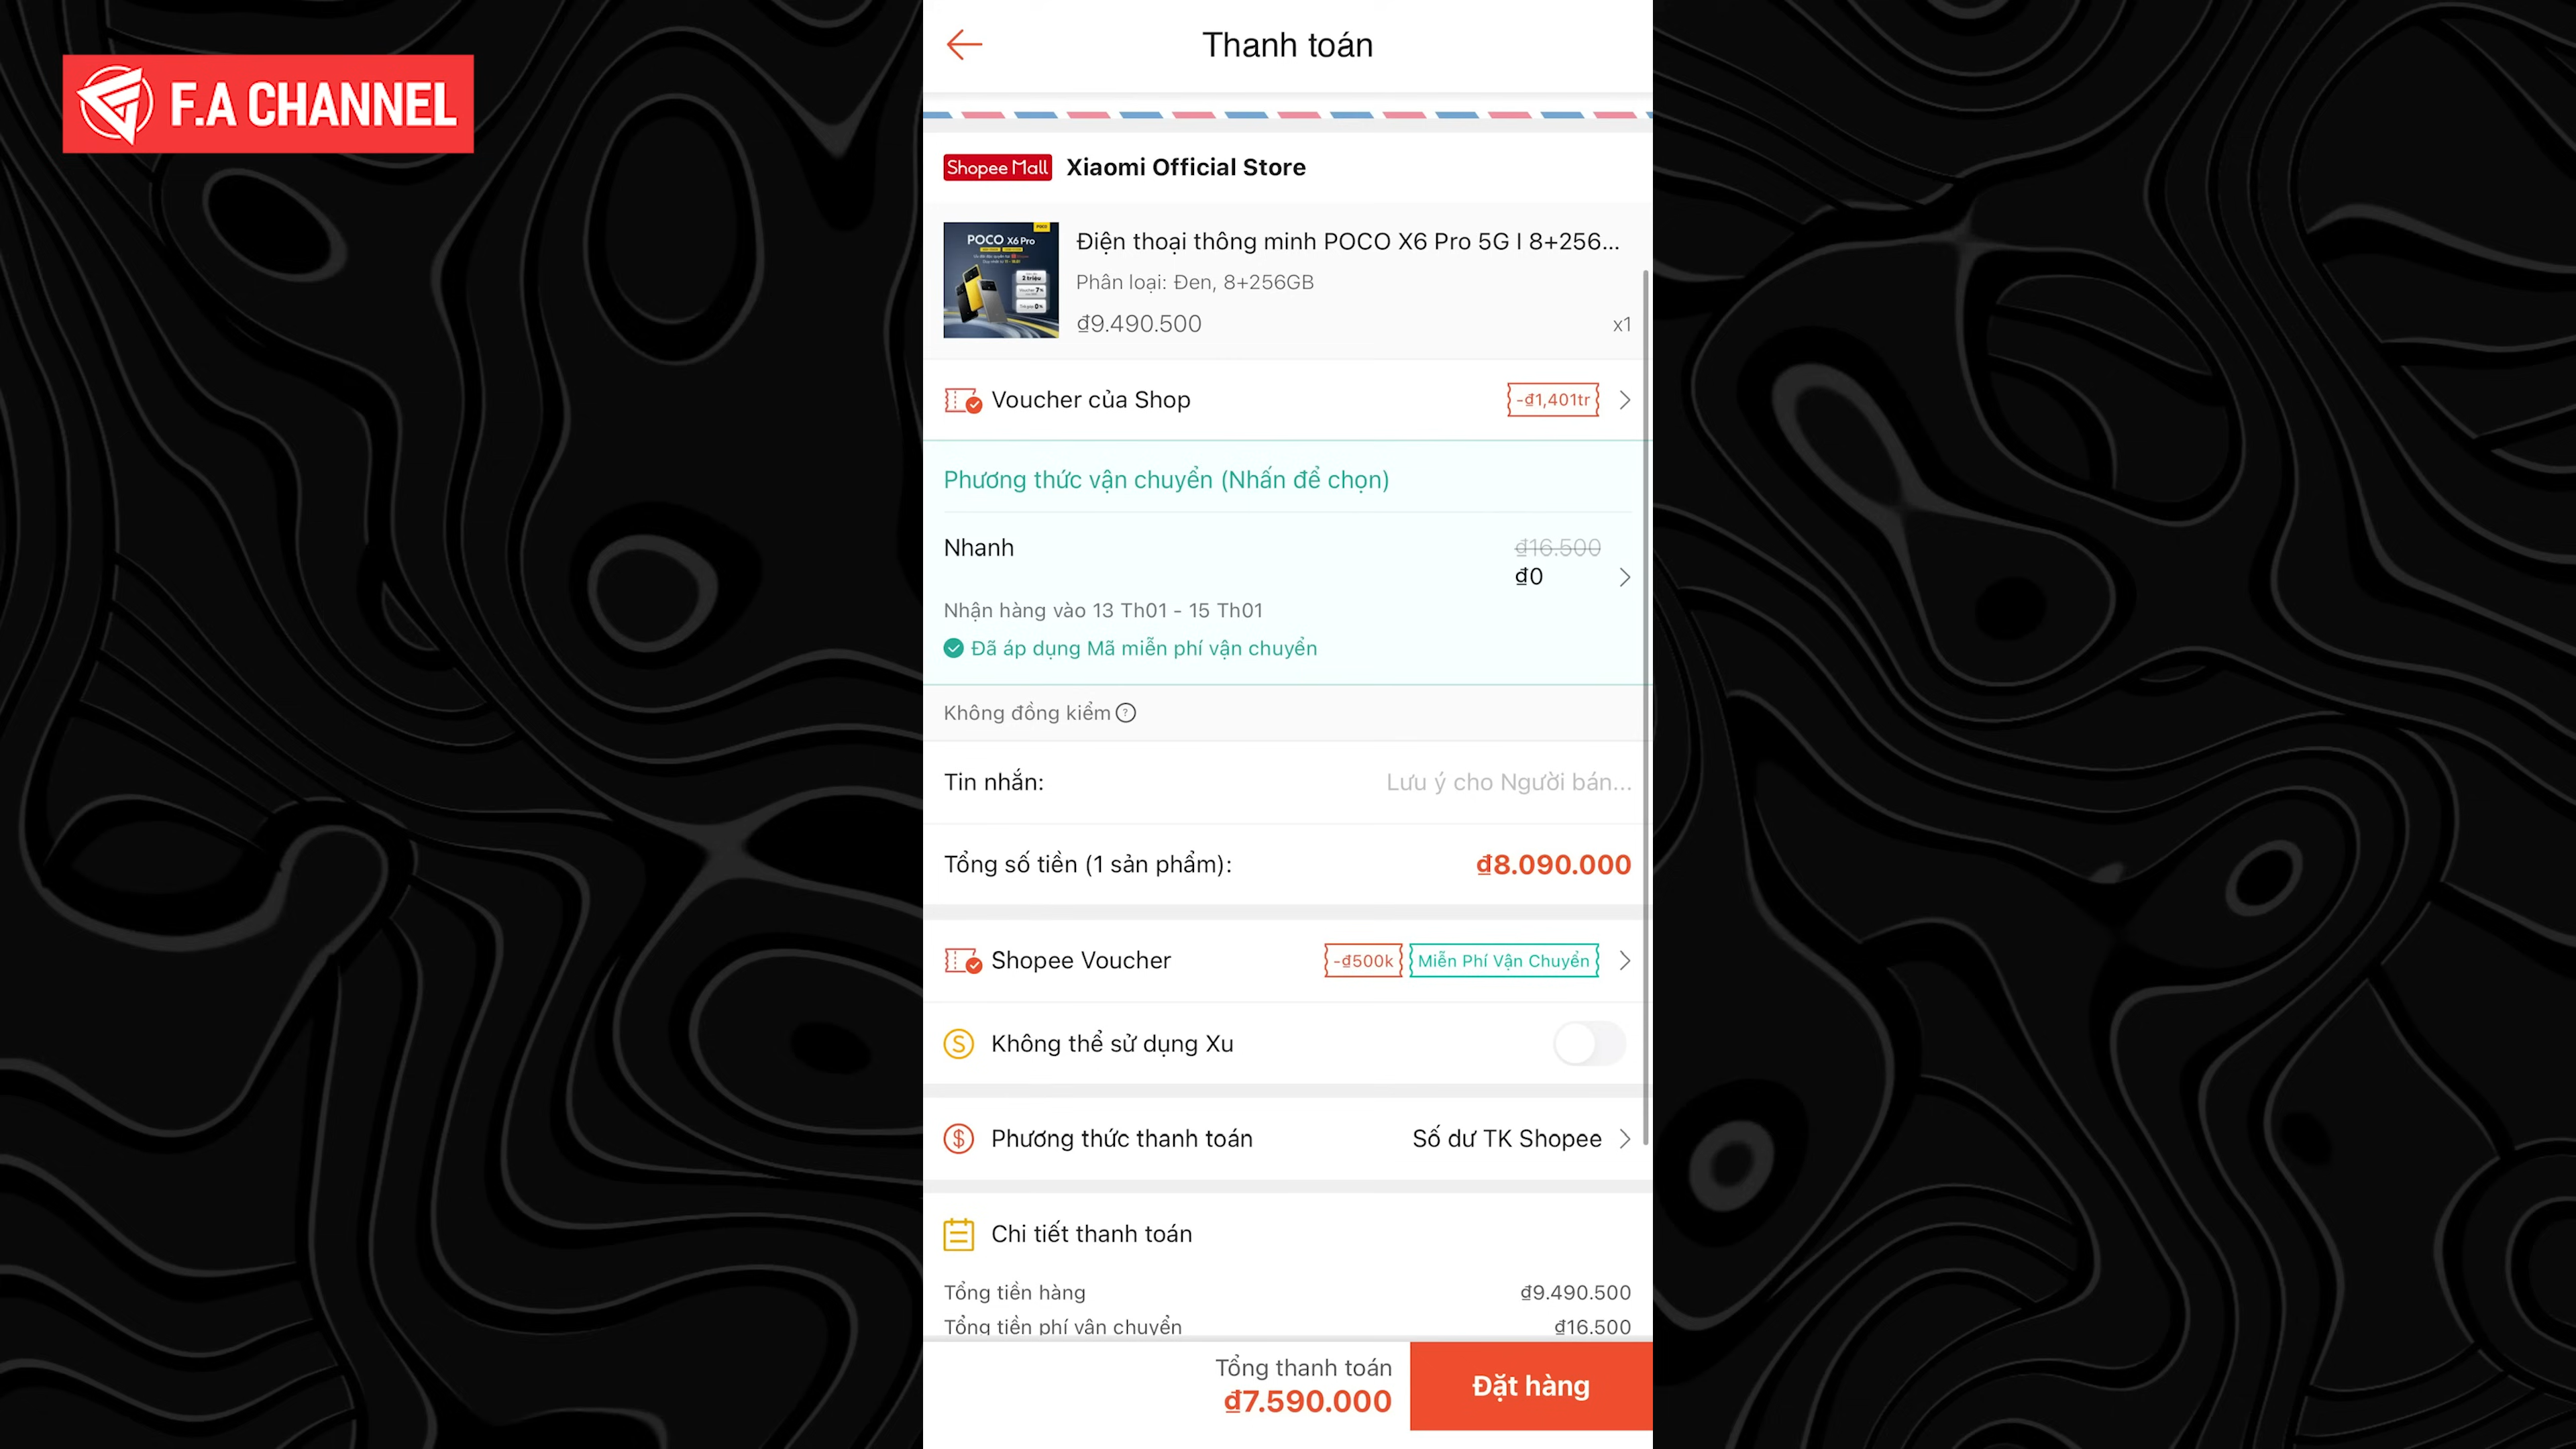 F.A CHANNEL
Thanh toán
Shopee Mall Xiaomi Official Store
POCO X6 Pro
Điện thoại thông minh POCO X6 Pro 5G I 8+256...
Phân loại: Đen, 8+256GB
₫9.490.500
x1
Voucher của Shop
-₫1,401tr
Phương thức vận chuyển (Nhấn để chọn)
Nhanh
₫16.500
₫0
Nhận hàng vào 13 Th01 - 15 Th01
Đã áp dụng Mã miễn phí vận chuyển
Không đồng kiểm ?
Tin nhắn:
Lưu ý cho Người bán...
Tổng số tiền (1 sản phẩm):
₫8.090.000
Shopee Voucher
-₫500k
Miễn Phí Vận Chuyển
Không thể sử dụng Xu
Phương thức thanh toán
Số dư TK Shopee
Chi tiết thanh toán
Tổng tiền hàng
₫9.490.500
Tổng tiền phí vận chuyển
₫16.500
Tổng thanh toán
₫7.590.000
Đặt hàng